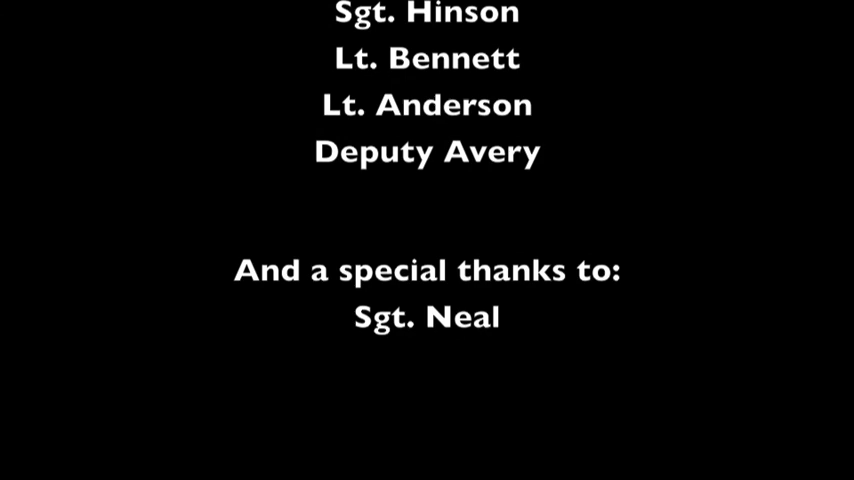 Sgt. Hinson
Lt. Bennett
Lt. Anderson
Deputy Avery
And a special thanks to:
Sgt. Neal